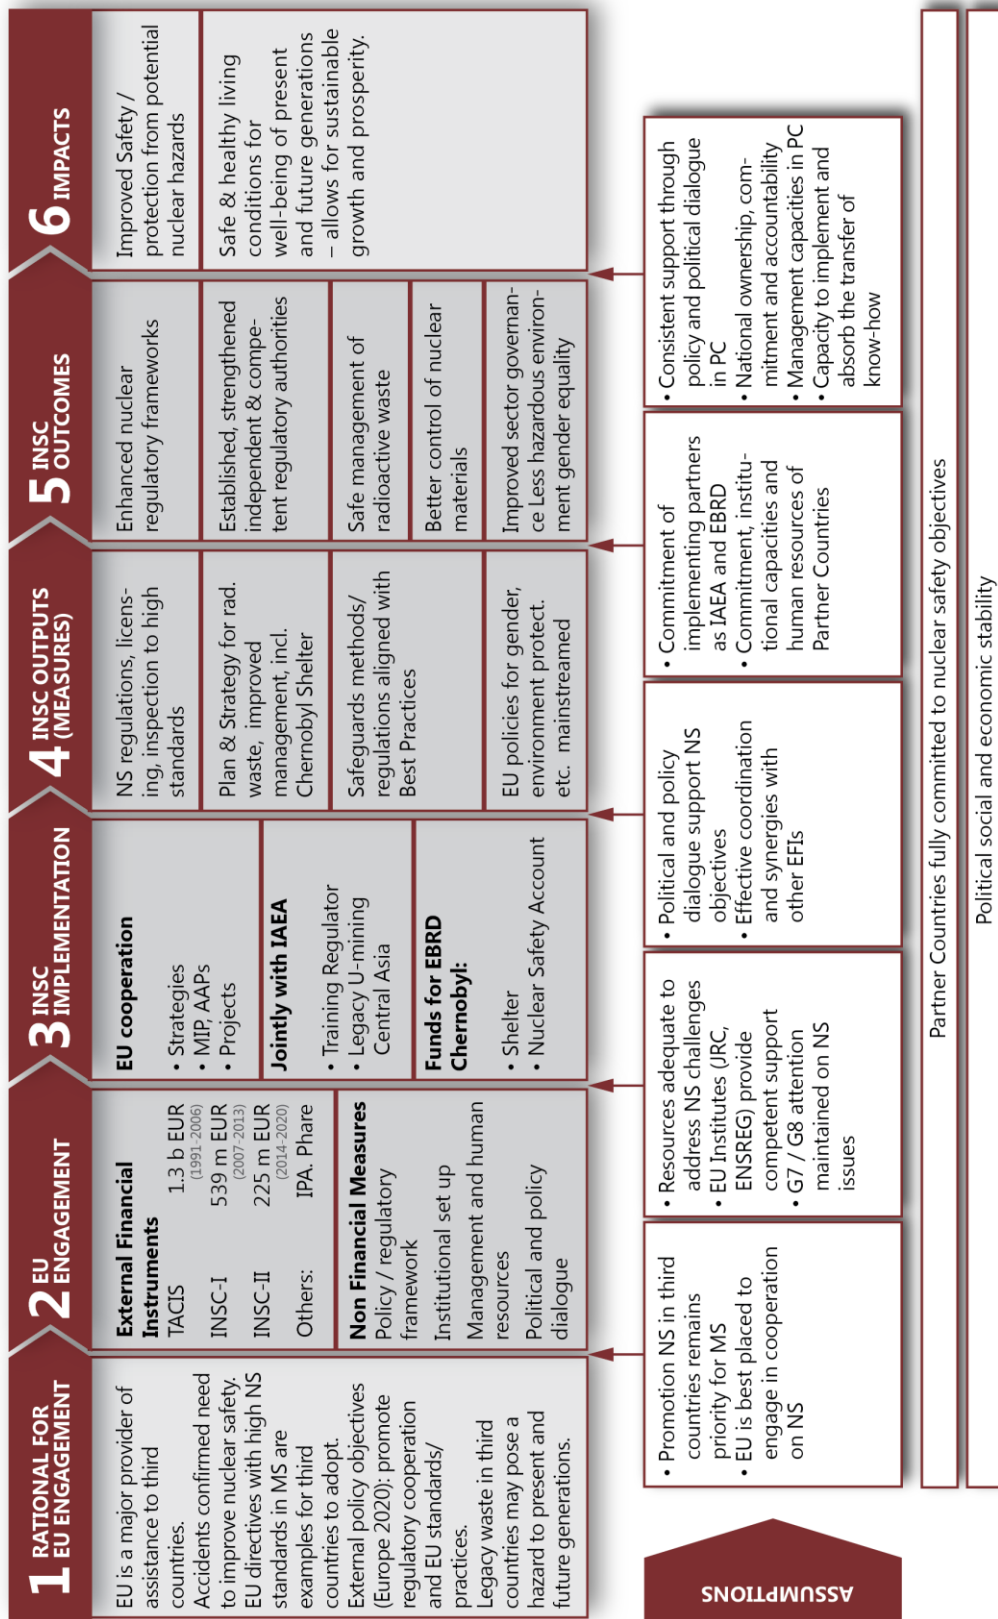 1 RATIONAL FOR
EU ENGAGEMENT
EU is a major provider of
assistance to third
countries.
Accidents confirmed need
to improve nuclear safety.
EU directives with high NS
standards in MS are
examples for third
countries to adopt.
External policy objectives
(Europe 2020): promote
regulatory cooperation
and EU standards/
practices.
Legacy waste in third
countries may pose a
hazard to present and
future generations.
2 EU
ENGAGEMENT
External Financial
Instruments
TACIS 1.3 b EUR
(1991-2006)
INSC-I 539 m EUR
(2007-2013)
INSC-II 225 m EUR
(2014-2020)
Others: IPA. Phare
Non Financial Measures
Policy / regulatory
framework
Institutional set up
Management and human
resources
Political and policy
dialogue
3 INSC
IMPLEMENTATION
EU cooperation
• Strategies
• MIP, AAPs
• Projects
Jointly with IAEA
• Training Regulator
• Legacy U-mining
Central Asia
Funds for EBRD
Chernobyl:
• Shelter
• Nuclear Safety Account
4 INSC OUTPUTS
(MEASURES)
NS regulations, licens-
ing, inspection to high
standards
Plan & Strategy for rad.
waste, improved
management, incl.
Chernobyl Shelter
Safeguards methods/
regulations aligned with
Best Practices
EU policies for gender,
environment protect.
etc. mainstreamed
5 INSC
OUTCOMES
Enhanced nuclear
regulatory frameworks
Established, strengthened
independent & compe-
tent regulatory authorities
Safe management of
radioactive waste
Better control of nuclear
materials
Improved sector governan-
ce Less hazardous environ-
ment gender equality
6 IMPACTS
Improved Safety /
protection from potential
nuclear hazards
Safe & healthy living
conditions for
well-being of present
and future generations
– allows for sustainable
growth and prosperity.
ASSUMPTIONS
• Promotion NS in third
countries remains
priority for MS
• EU is best placed to
engage in cooperation
on NS
• Resources adequate to
address NS challenges
• EU Institutes (JRC,
ENSREG) provide
competent support
• G7 / G8 attention
maintained on NS
issues
• Political and policy
dialogue support NS
objectives
• Effective coordination
and synergies with
other EFIs
• Commitment of
implementing partners
as IAEA and EBRD
• Commitment, institu-
tional capacities and
human resources of
Partner Countries
• Consistent support through
policy and political dialogue
in PC
• National ownership, com-
mitment and accountability
• Management capacities in PC
• Capacity to implement and
absorb the transfer of
know-how
Partner Countries fully committed to nuclear safety objectives
Political social and economic stability